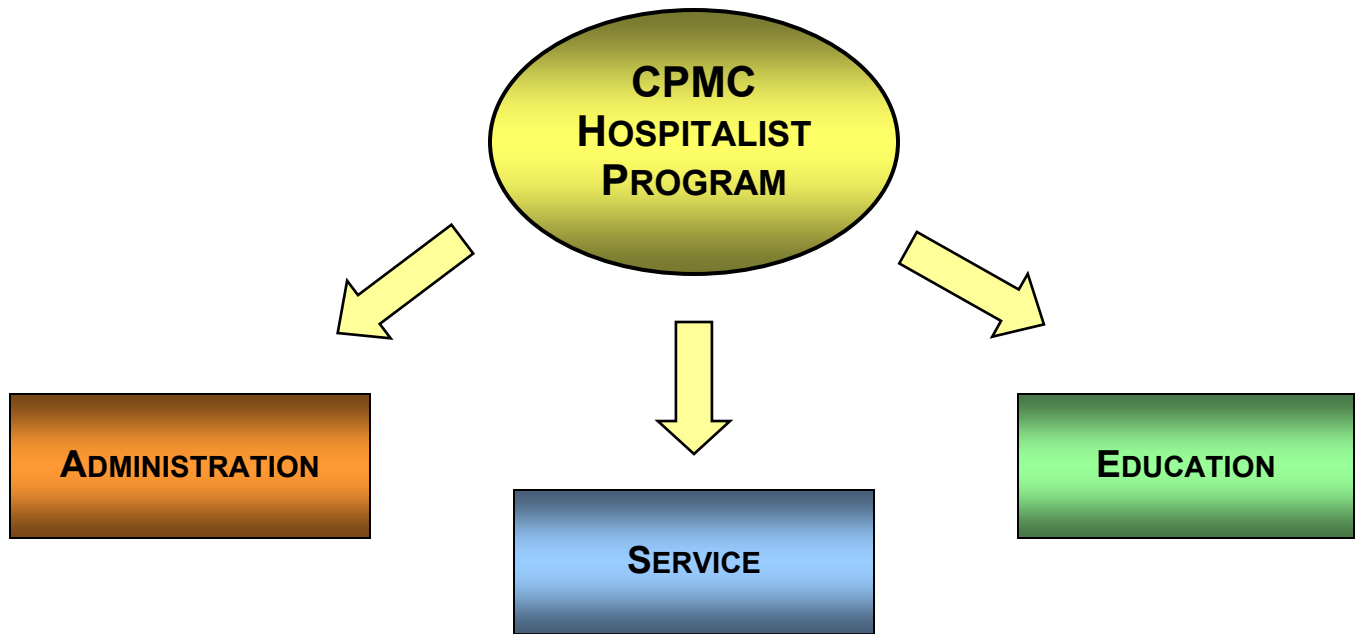 CPMC
HOSPITALIST
PROGRAM
ADMINISTRATION
EDUCATION
SERVICE